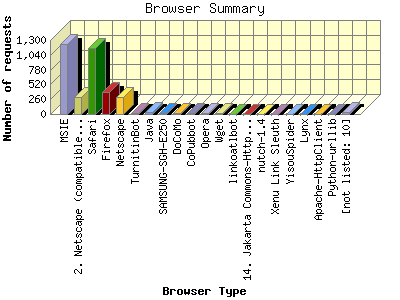 Browser Summary
Number of requests
1,300
1,040
780
520
260
0
MSIE
2. Netscape (compatible...
Safari
Firefox
Netscape
TurnitinBot
Java
SAMSUNG-SGH-E250
DoCoMo
CoPubbot
Opera
Wget
linkoatlbot
14. Jakarta Commons-Http...
nutch-1.4
Xenu Link Sleuth
YisouSpider
Lynx
Apache-HttpClient
Python-urllib
[not listed: 10]
Browser Type